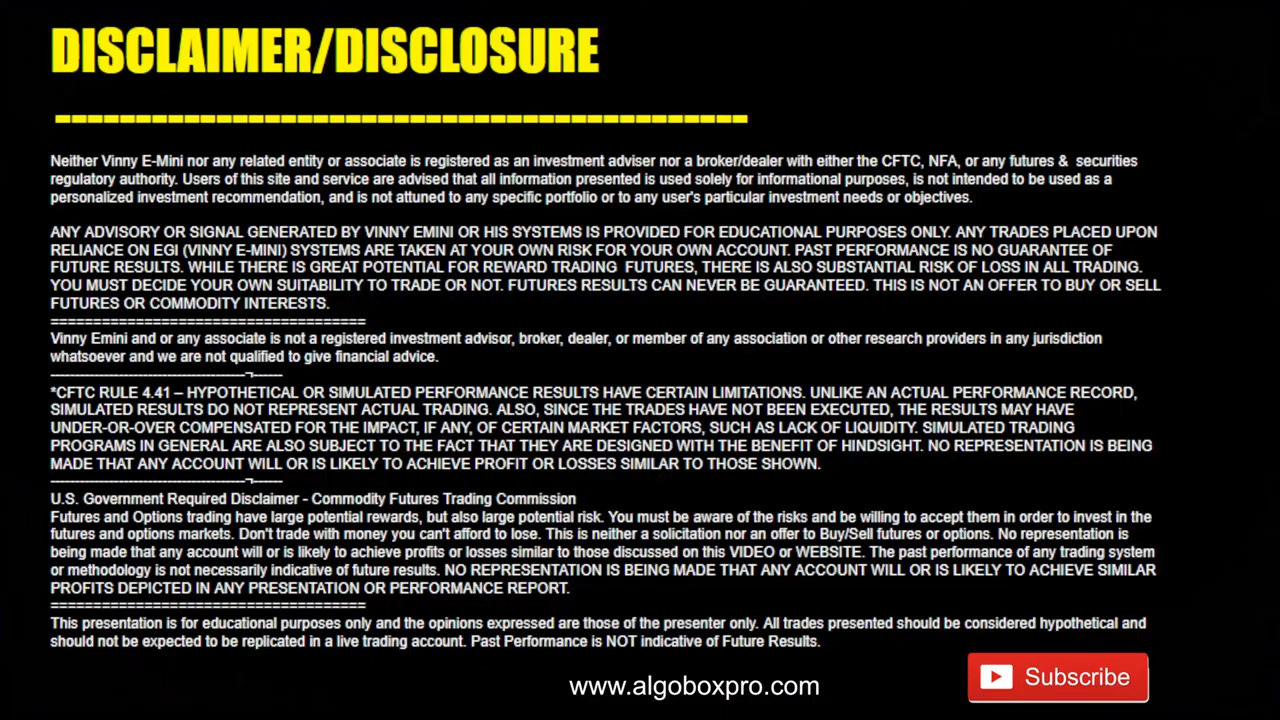 DISCLAIMER/DISCLOSURE
-------------------------------------------
Neither Vinny E-Mini nor any related entity or associate is registered as an investment adviser nor a broker/dealer with either the CFTC, NFA, or any futures & securities
regulatory authority. Users of this site and service are advised that all information presented is used solely for informational purposes, is not intended to be used as a
personalized investment recommendation, and is not attuned to any specific portfolio or to any user's particular investment needs or objectives.
ANY ADVISORY OR SIGNAL GENERATED BY VINNY EMINI OR HIS SYSTEMS IS PROVIDED FOR EDUCATIONAL PURPOSES ONLY. ANY TRADES PLACED UPON
RELIANCE ON EGI (VINNY E-MINI) SYSTEMS ARE TAKEN AT YOUR OWN RISK FOR YOUR OWN ACCOUNT. PAST PERFORMANCE IS NO GUARANTEE OF
FUTURE RESULTS. WHILE THERE IS GREAT POTENTIAL FOR REWARD TRADING FUTURES, THERE IS ALSO SUBSTANTIAL RISK OF LOSS IN ALL TRADING.
YOU MUST DECIDE YOUR OWN SUITABILITY TO TRADE OR NOT. FUTURES RESULTS CAN NEVER BE GUARANTEED. THIS IS NOT AN OFFER TO BUY OR SELL
FUTURES OR COMMODITY INTERESTS.
=====================================
Vinny Emini and or any associate is not a registered investment advisor, broker, dealer, or member of any association or other research providers in any jurisdiction
whatsoever and we are not qualified to give financial advice.
----------------------------------------¬------
*CFTC RULE 4.41 – HYPOTHETICAL OR SIMULATED PERFORMANCE RESULTS HAVE CERTAIN LIMITATIONS. UNLIKE AN ACTUAL PERFORMANCE RECORD,
SIMULATED RESULTS DO NOT REPRESENT ACTUAL TRADING. ALSO, SINCE THE TRADES HAVE NOT BEEN EXECUTED, THE RESULTS MAY HAVE
UNDER-OR-OVER COMPENSATED FOR THE IMPACT, IF ANY, OF CERTAIN MARKET FACTORS, SUCH AS LACK OF LIQUIDITY. SIMULATED TRADING
PROGRAMS IN GENERAL ARE ALSO SUBJECT TO THE FACT THAT THEY ARE DESIGNED WITH THE BENEFIT OF HINDSIGHT. NO REPRESENTATION IS BEING
MADE THAT ANY ACCOUNT WILL OR IS LIKELY TO ACHIEVE PROFIT OR LOSSES SIMILAR TO THOSE SHOWN.
----------------------------------------¬------
U.S. Government Required Disclaimer - Commodity Futures Trading Commission
Futures and Options trading have large potential rewards, but also large potential risk. You must be aware of the risks and be willing to accept them in order to invest in the
futures and options markets. Don't trade with money you can't afford to lose. This is neither a solicitation nor an offer to Buy/Sell futures or options. No representation is
being made that any account will or is likely to achieve profits or losses similar to those discussed on this VIDEO or WEBSITE. The past performance of any trading system
or methodology is not necessarily indicative of future results. NO REPRESENTATION IS BEING MADE THAT ANY ACCOUNT WILL OR IS LIKELY TO ACHIEVE SIMILAR
PROFITS DEPICTED IN ANY PRESENTATION OR PERFORMANCE REPORT.
=====================================
This presentation is for educational purposes only and the opinions expressed are those of the presenter only. All trades presented should be considered hypothetical and
should not be expected to be replicated in a live trading account. Past Performance is NOT indicative of Future Results.
www.algoboxpro.com
Subscribe